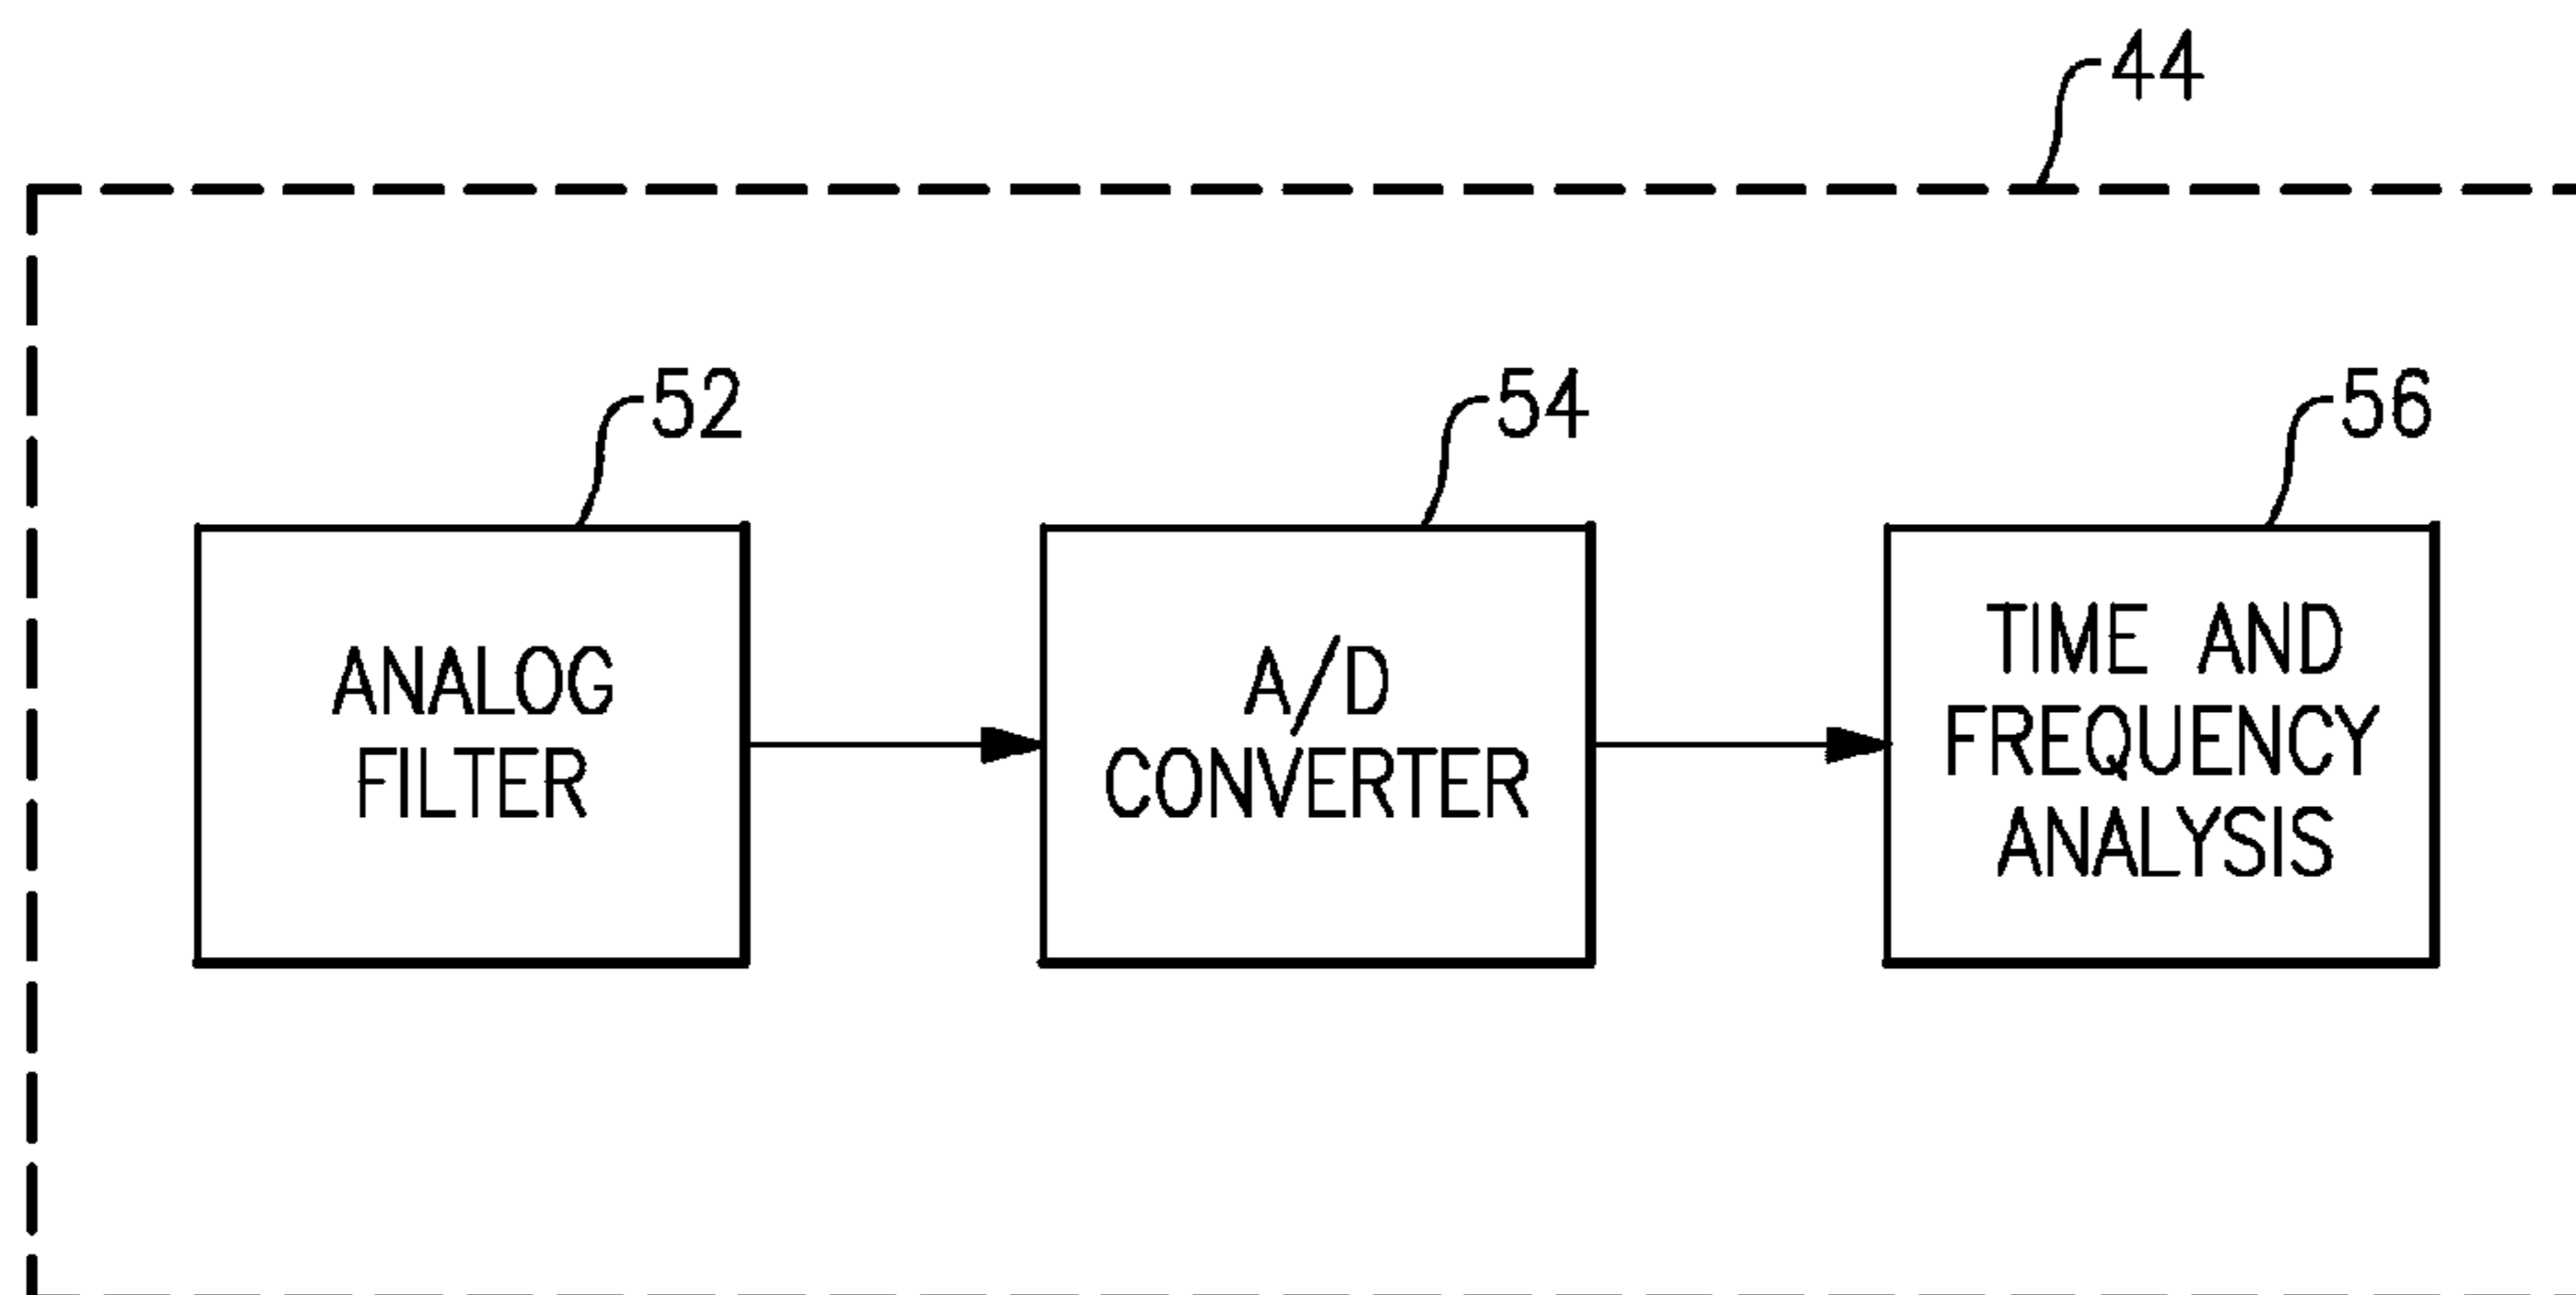 44
52
54
56
ANALOG
FILTER
A/D
CONVERTER
TIME AND
FREQUENCY
ANALYSIS